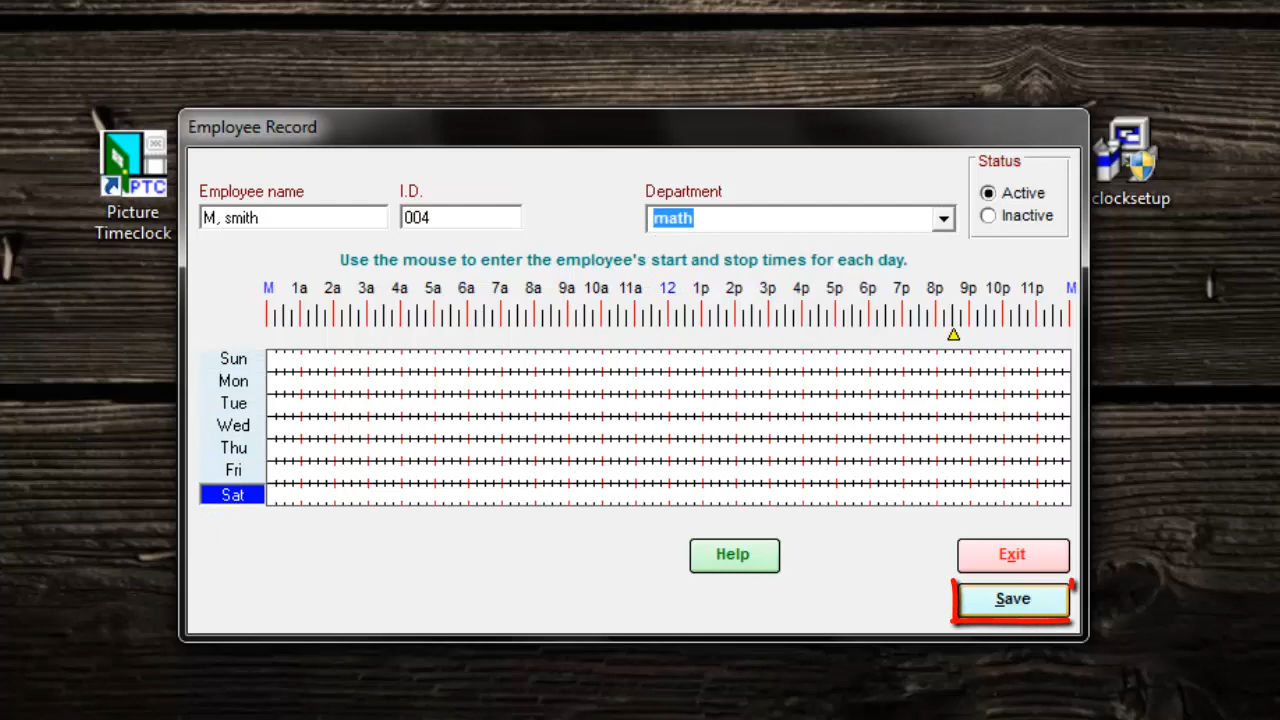 Employee Record
Status
Employee name I.D. Department
Active
M, smith 004 math
Inactive
Use the mouse to enter the employee's start and stop times for each day.
M 1a 2a 3a 4a 5a 6a 7a 8a 9a 10a 11a 12 1p 2p 3p 4p 5p 6p 7p 8p 9p 10p 11p M
Sun
Mon
Tue
Wed
Thu
Fri
Sat
Help
Exit
Save
PTC
Picture
Timeclock
clocksetup